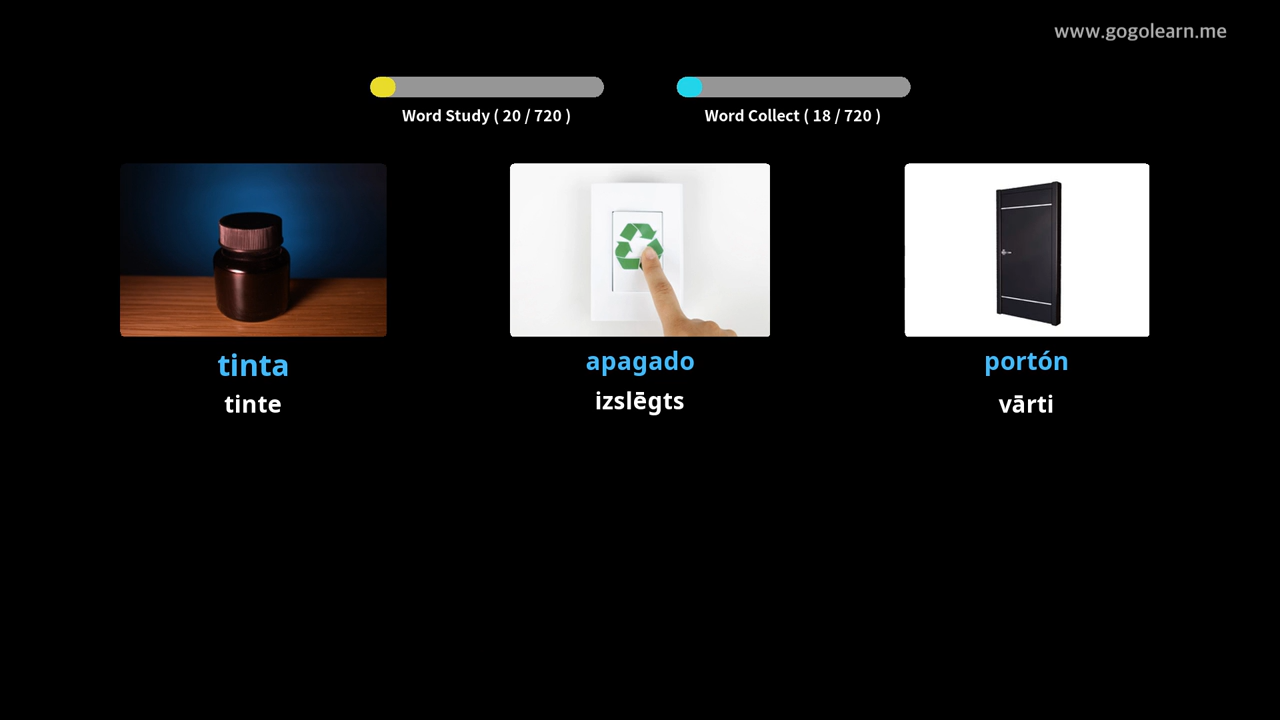 www.gogolearn.me
Word Study ( 20 / 720 )
Word Collect ( 18 / 720 )
tinta
tinte
apagado
izslēgts
portón
vārti